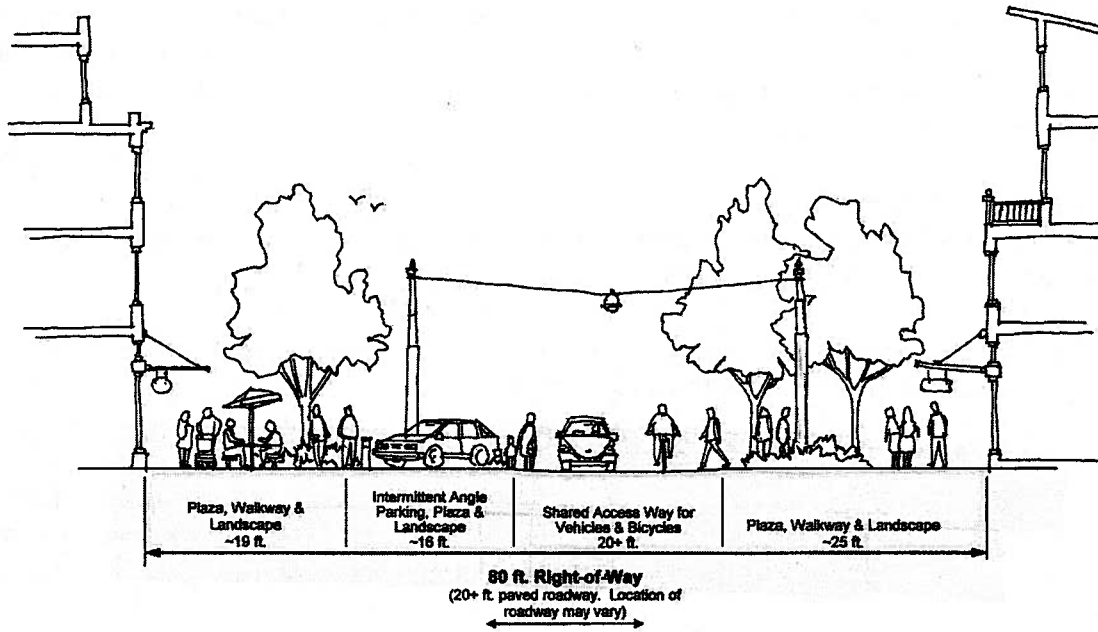 Plaza, Walkway &
Landscape
~19 ft.
Intermittent Angle
Parking, Plaza &
Landscape
~16 ft.
Shared Access Way for
Vehicles & Bicycles
20+ ft.
Plaza, Walkway & Landscape
~25 ft.
80 ft. Right-of-Way
(20+ ft. paved roadway. Location of
roadway may vary)